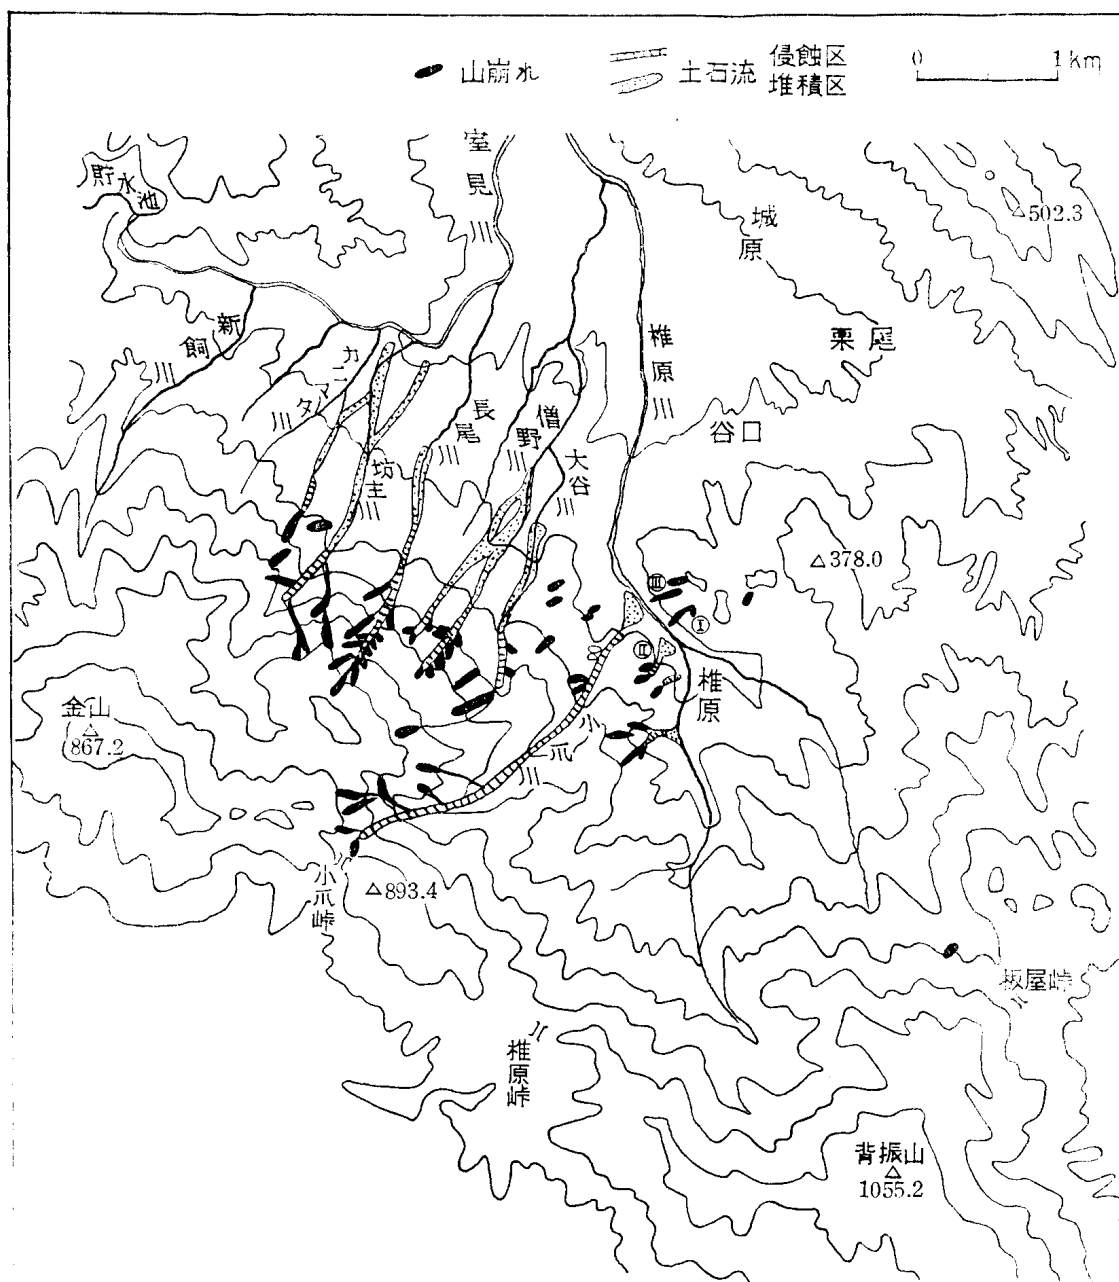 山崩れ
土石流
侵蝕区
堆積区
0
1km
室見川
貯水池
城原
△502.3
新飼川
カニマタ川
椎原川
栗尾
長尾川
僧野川
谷口
坊主川
大谷川
△378.0
Ⅲ
Ⅰ
Ⅱ
椎原
金山
△
867.2
小爪川
小爪峠
△893.4
板屋峠
椎原峠
背振山
△
1055.2